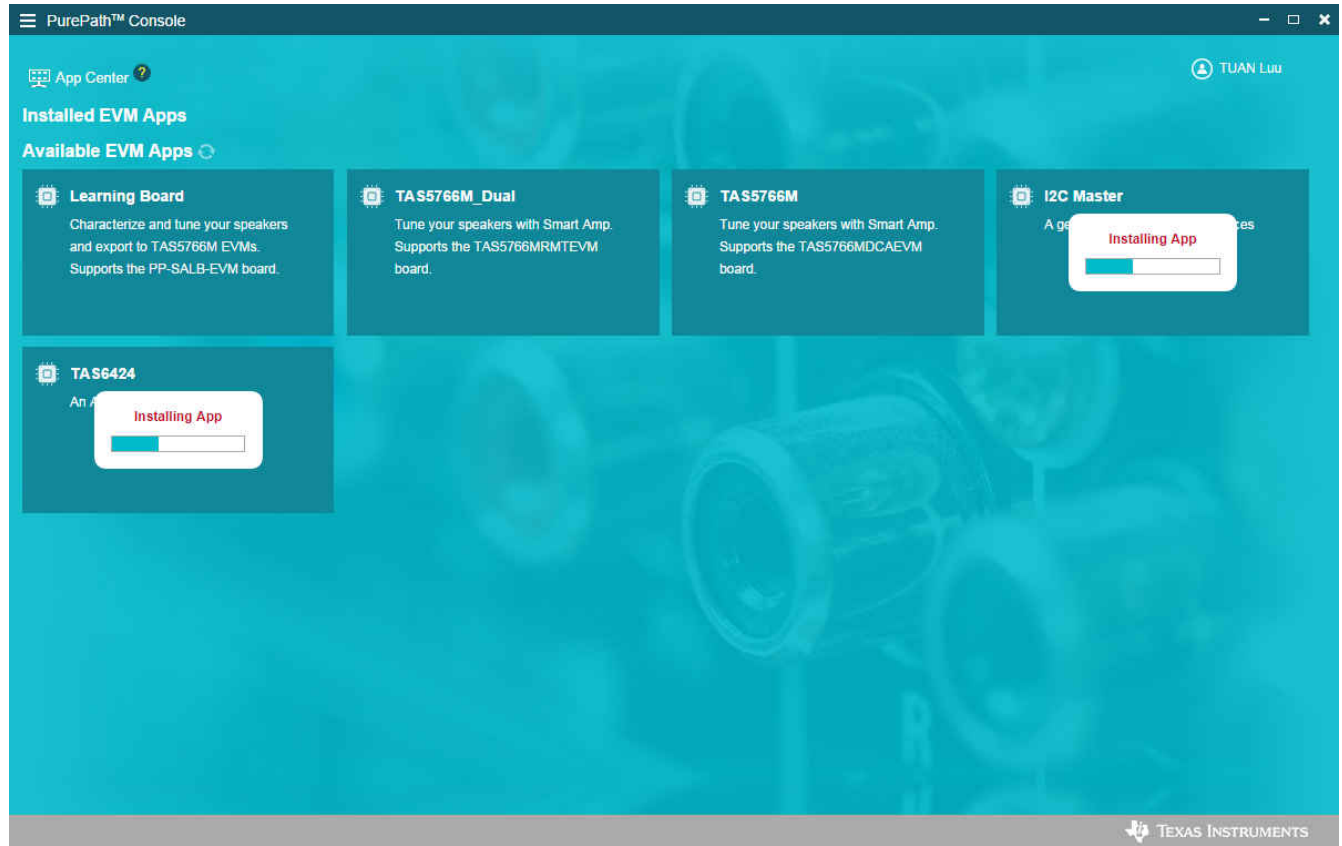 PurePath™ Console
App Center ?
TUAN Luu
Installed EVM Apps
Available EVM Apps
Learning Board
Characterize and tune your speakers
and export to TAS5766M EVMs.
Supports the PP-SALB-EVM board.
TAS5766M_Dual
Tune your speakers with Smart Amp.
Supports the TAS5766MRMTEVM
board.
TAS5766M
Tune your speakers with Smart Amp.
Supports the TAS5766MDCAEVM
board.
I2C Master
A
Installing App
TAS6424
An
Installing App
TEXAS INSTRUMENTS